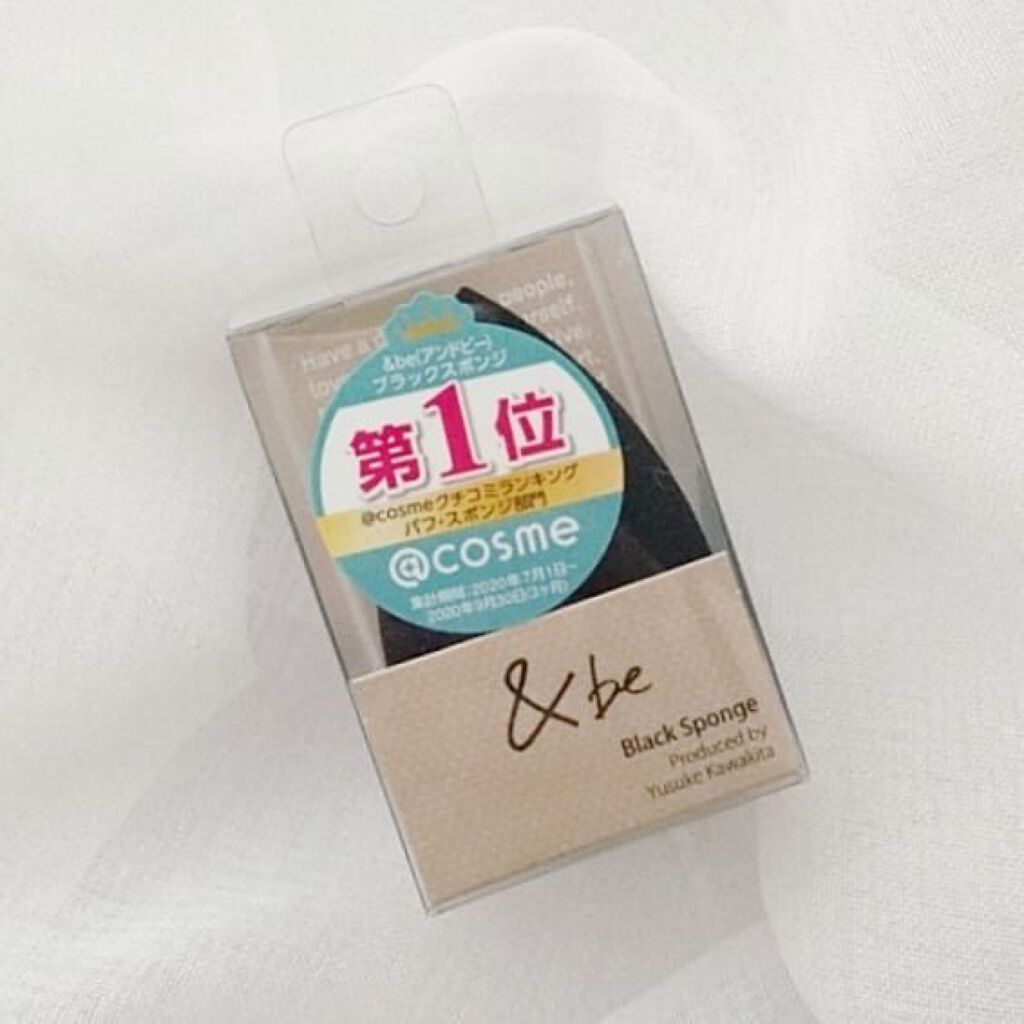 people,
Have a
&be(アンドビー)
ブラックスポンジ
第1位
@cosmeクチコミランキング
パフ・スポンジ部門
@cosme
集計期間:2020年7月1日~
2020年9月30日(3ヶ月)
&be
Black Sponge
Produced by
Yusuke Kawakita